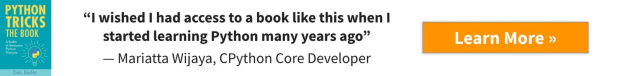 PYTHON
TRICKS
THE BOOK
“I wished I had access to a book like this when I
started learning Python many years ago”
— Mariatta Wijaya, CPython Core Developer
Learn More »